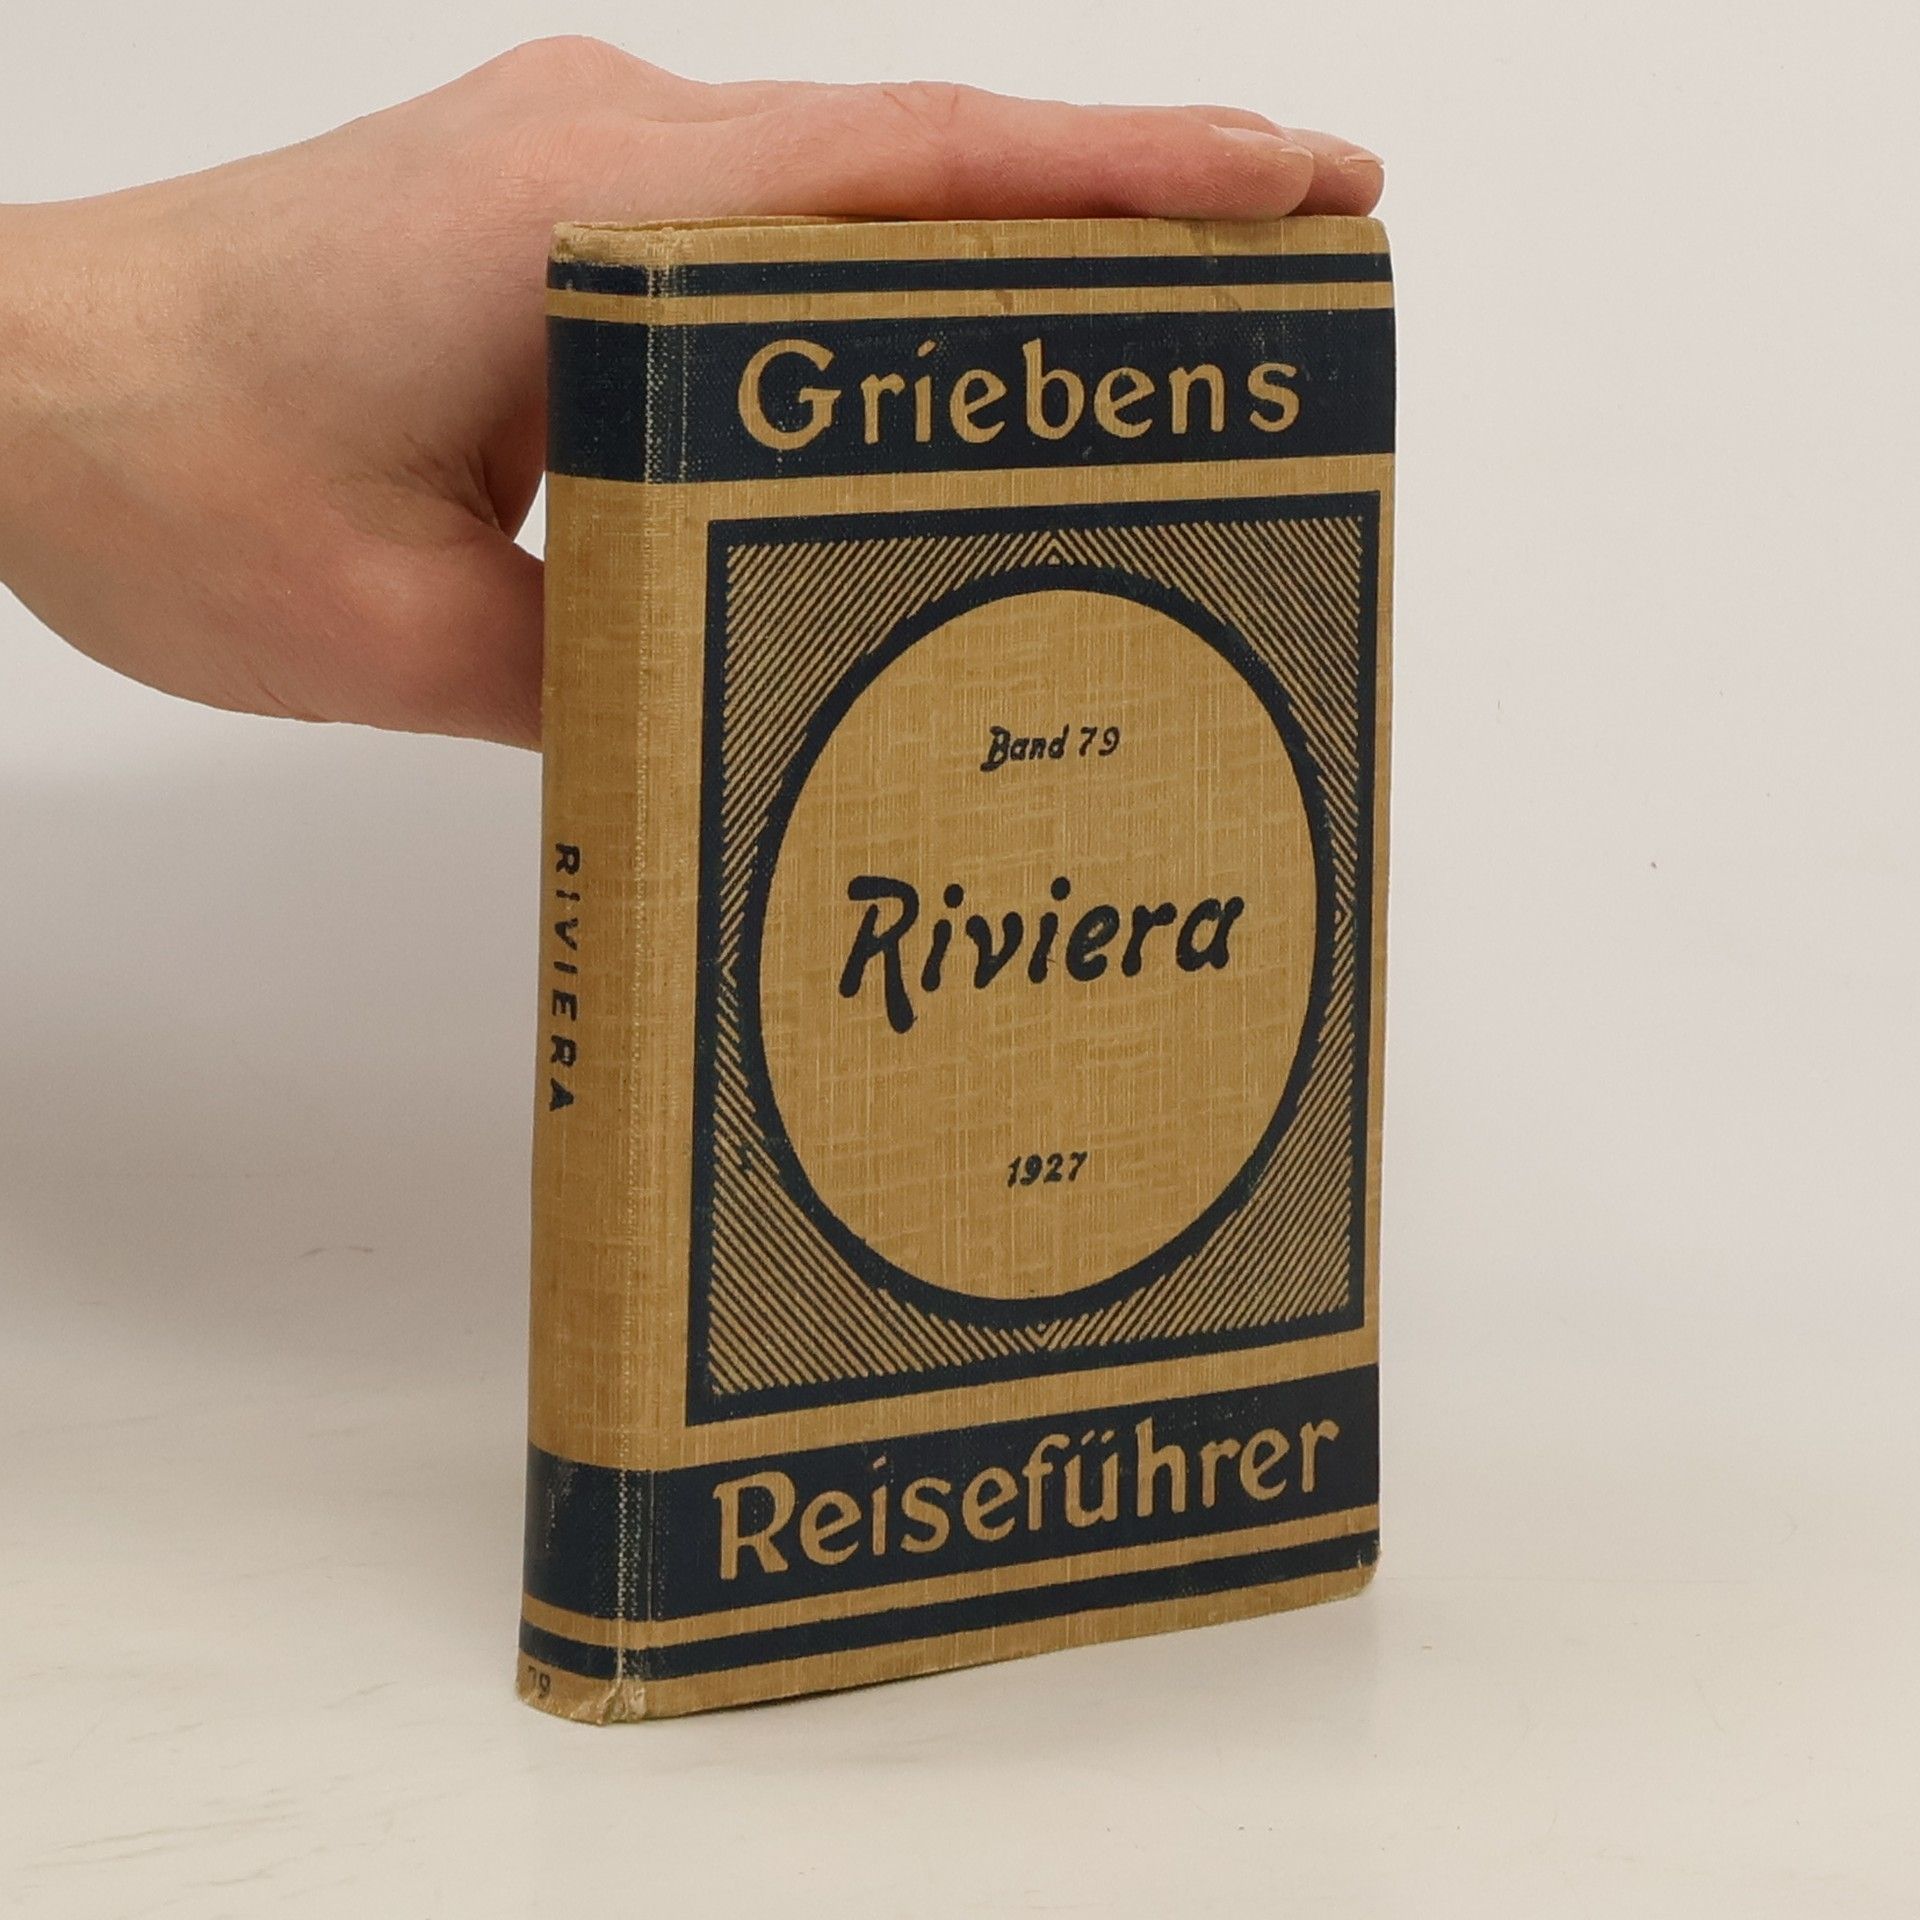 Griebens
Band 79
Riviera
1927
Reiseführer
RIVIERA
79